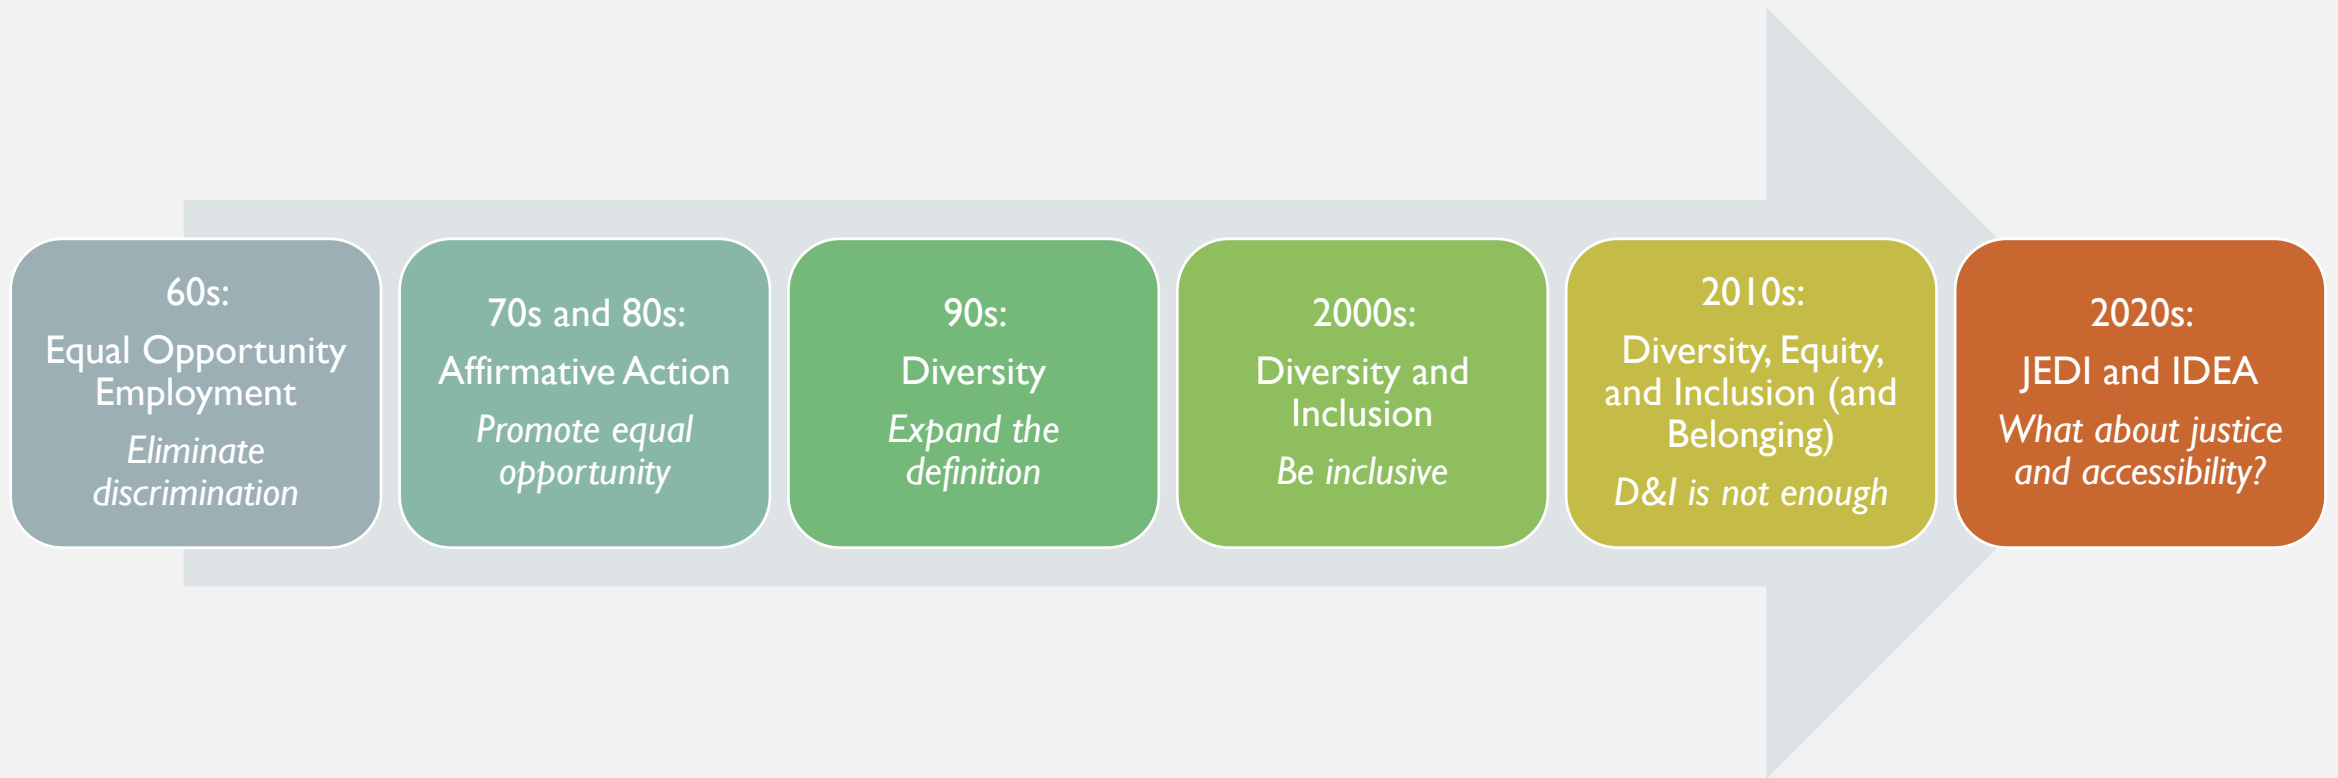 60s:
Equal Opportunity
Employment
Eliminate
discrimination
70s and 80s:
Affirmative Action
Promote equal
opportunity
90s:
Diversity
Expand the
definition
2000s:
Diversity and
Inclusion
Be inclusive
2010s:
Diversity, Equity,
and Inclusion (and
Belonging)
D&I is not enough
2020s:
JEDI and IDEA
What about justice
and accessibility?